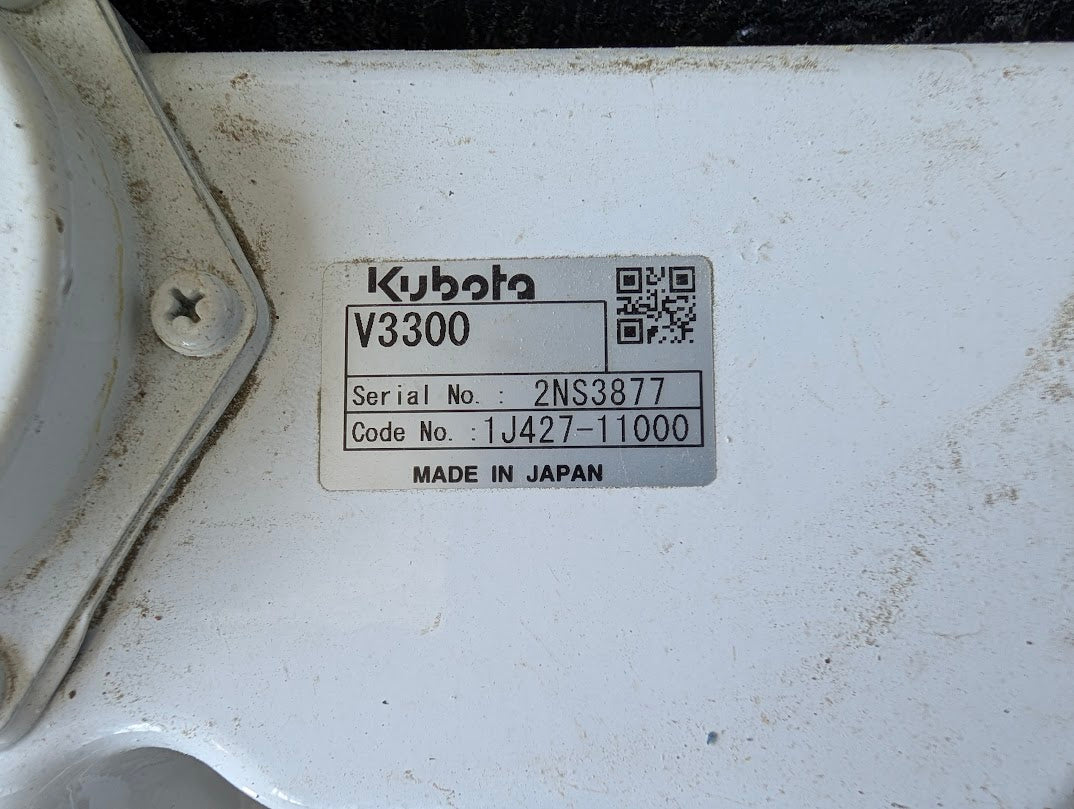 Kubota
V3300
Serial No. : 2NS3877
Code No. :1J427-11000
MADE IN JAPAN